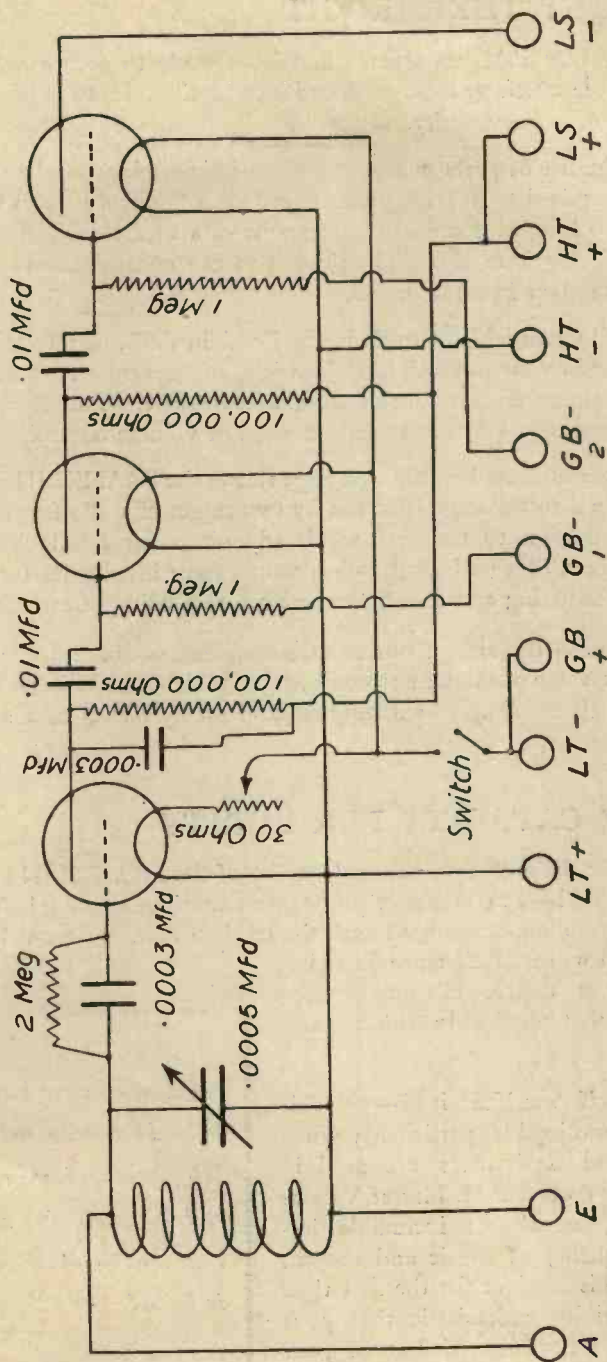 2 Meg
.0003 Mfd
.0005 Mfd
.0003 Mfd
30 Ohms
100,000 Ohms
.01 Mfd
1 Meg.
100,000 Ohms
.01 Mfd
1 Meg
Switch
A
E
LT +
LT -
GB +
GB - 1
GB - 2
HT -
HT +
LS +
LS -